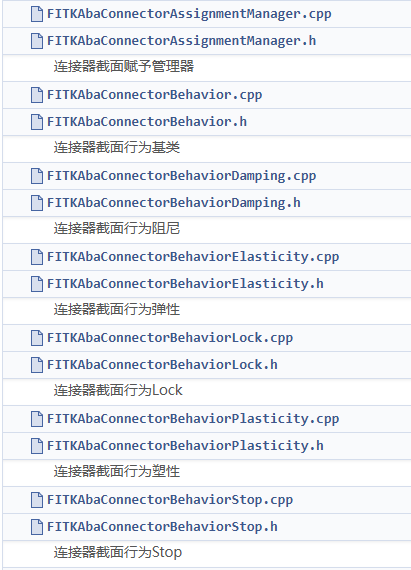 FITKAbaConnectorAssignmentManager.cpp
FITKAbaConnectorAssignmentManager.h
连接器截面赋予管理器
FITKAbaConnectorBehavior.cpp
FITKAbaConnectorBehavior.h
连接器截面行为基类
FITKAbaConnectorBehaviorDamping.cpp
FITKAbaConnectorBehaviorDamping.h
连接器截面行为阻尼
FITKAbaConnectorBehaviorElasticity.cpp
FITKAbaConnectorBehaviorElasticity.h
连接器截面行为弹性
FITKAbaConnectorBehaviorLock.cpp
FITKAbaConnectorBehaviorLock.h
连接器截面行为Lock
FITKAbaConnectorBehaviorPlasticity.cpp
FITKAbaConnectorBehaviorPlasticity.h
连接器截面行为塑性
FITKAbaConnectorBehaviorStop.cpp
FITKAbaConnectorBehaviorStop.h
连接器截面行为Stop